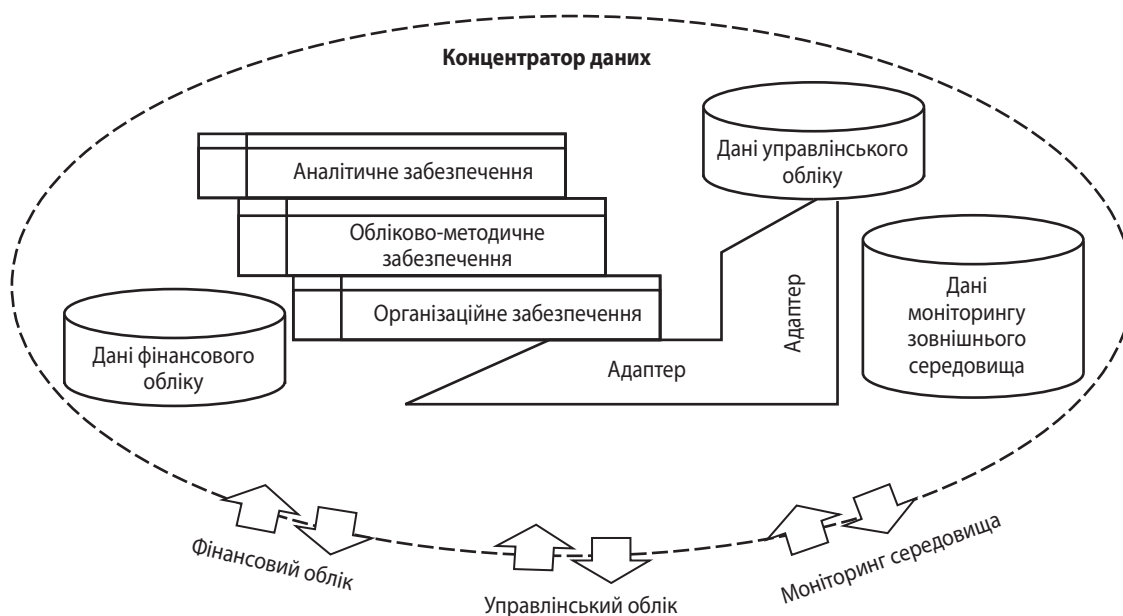 Концентратор даних
Дані управлінського
обліку
Аналітичне забезпечення
Обліково-методичне
забезпечення
Організаційне забезпечення
Дані фінансового
обліку
Адаптер
Адаптер
Дані
моніторингу
зовнішнього
середовища
Фінансовий облік
Управлінський облік
Моніторинг середовища